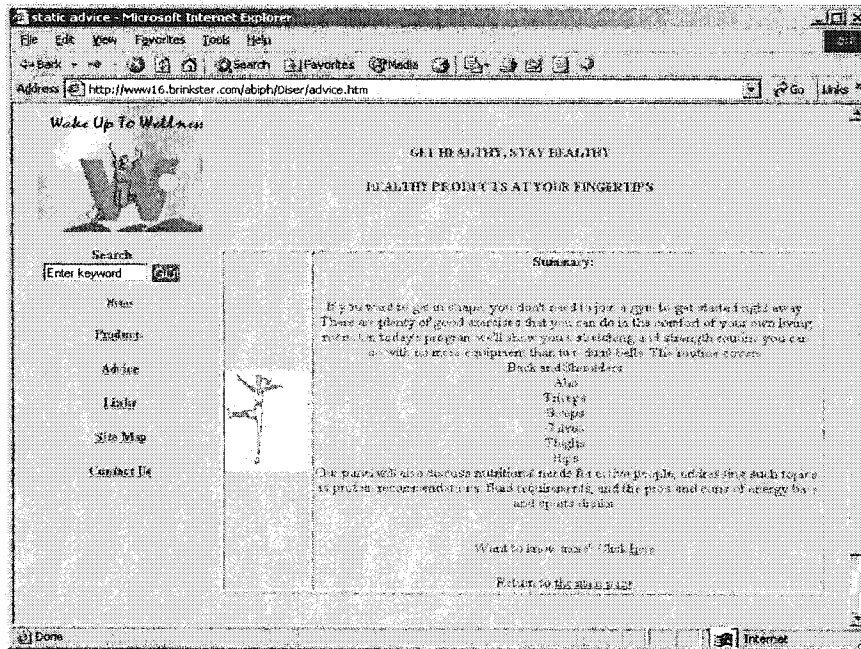 static advice - Microsoft Internet Explorer
File Edit View Favorites Tools Help
Back Search Favorites Media
Address http://www16.brinkster.com/abiph/Diser/advice.htm Go Links
Wake Up To Wellness
GET HEALTHY, STAY HEALTHY
HEALTHY PRODUCTS AT YOUR FINGERTIPS
Search
Enter keyword GO
Products
Advice
Links
Site Map
Contact Us
Summary:
If you want to get in shape, you don't need to join a gym to get started right away.
There are plenty of good exercises that you can do in the comfort of your own living
room. In today's program we'll show you a stretching and strength routine you can
do with no more equipment than two dumb bells. The routine covers
Back and Shoulders
Abs
Triceps
Biceps
Thighs
Hips
Our panel will also discuss nutritional needs for active people, addressing such topics
as protein recommendations, fluid requirements, and the pros and cons of energy bars
and sports drinks
Want to know more? Click here
Return to the main page
Done Internet